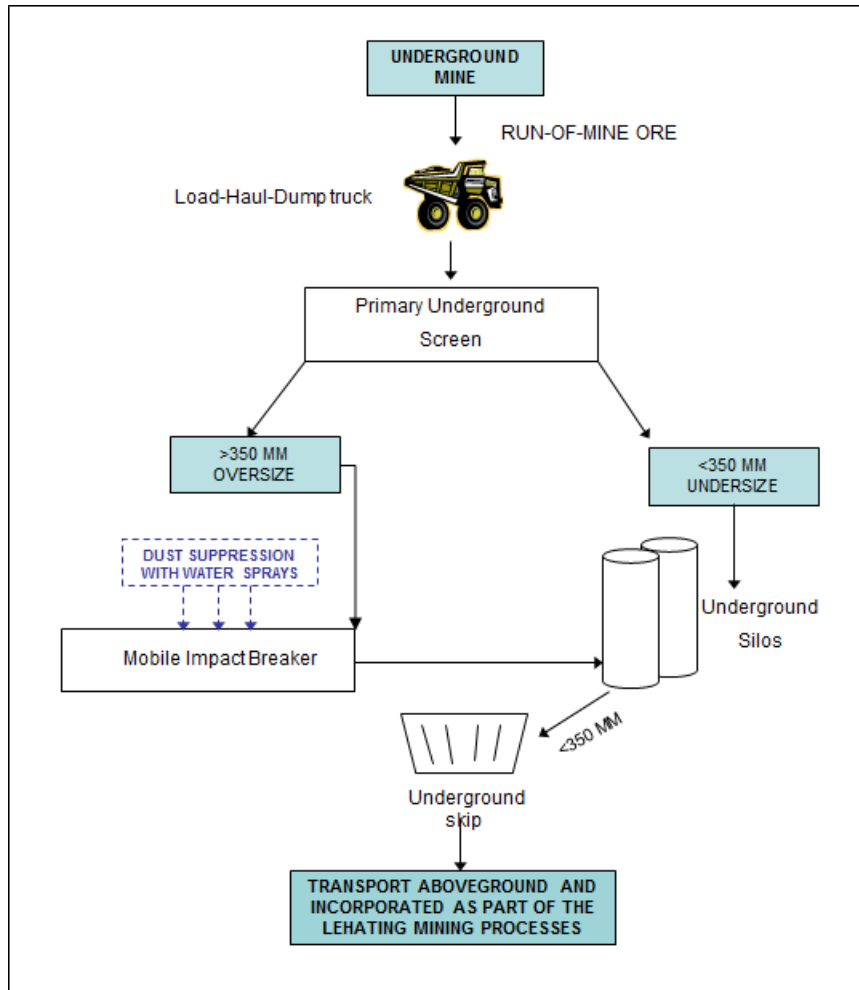 UNDERGROUND
MINE
RUN-OF-MINE ORE
Load-Haul-Dump truck
Primary Underground
Screen
>350 MM
OVERSIZE
<350 MM
UNDERSIZE
DUST SUPPRESSION
WITH WATER SPRAYS
Underground
Silos
Mobile Impact Breaker
<350 MM
Underground
skip
TRANSPORT ABOVEGROUND AND
INCORPORATED AS PART OF THE
LEHATING MINING PROCESSES